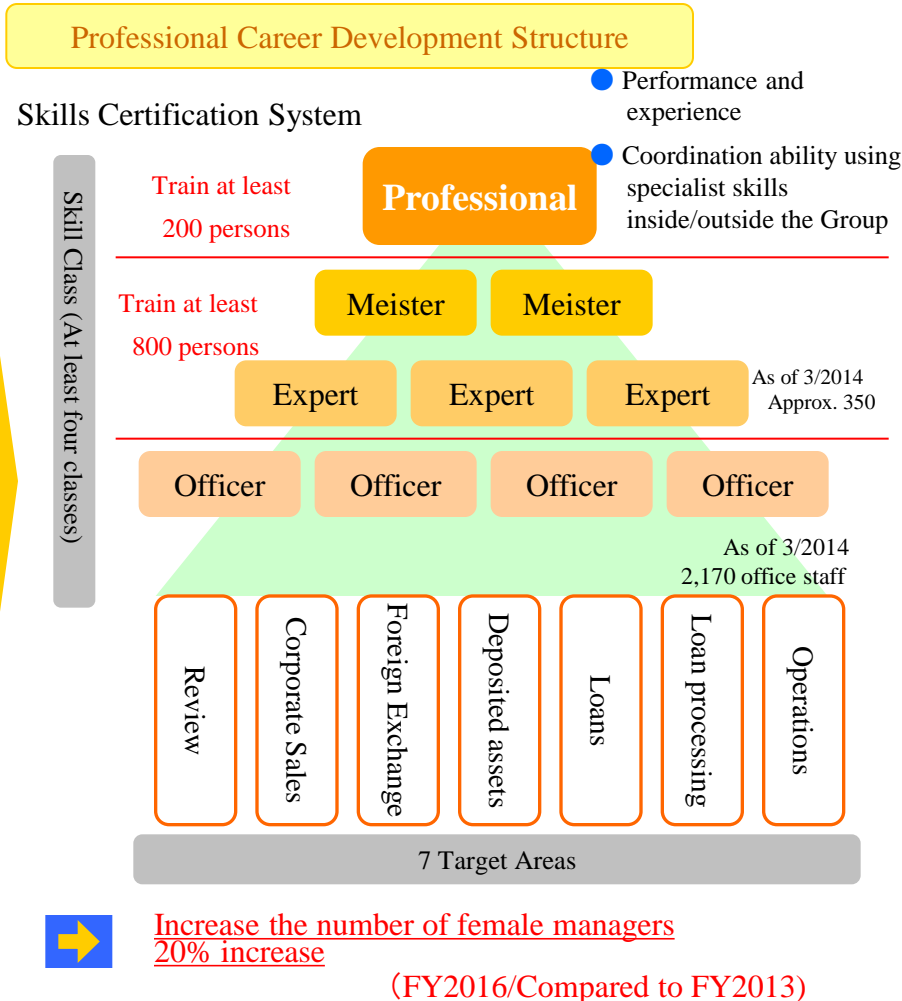 Professional Career Development Structure
Skills Certification System
Performance and
experience
Coordination ability using
specialist skills
inside/outside the Group
Skill Class (At least four classes)
Train at least
200 persons
Professional
Train at least
800 persons
Meister
Meister
Expert
Expert
Expert
As of 3/2014
Approx. 350
Officer
Officer
Officer
Officer
As of 3/2014
2,170 office staff
Review
Corporate Sales
Foreign Exchange
Deposited assets
Loans
Loan processing
Operations
7 Target Areas
Increase the number of female managers
20% increase
（FY2016/Compared to FY2013)